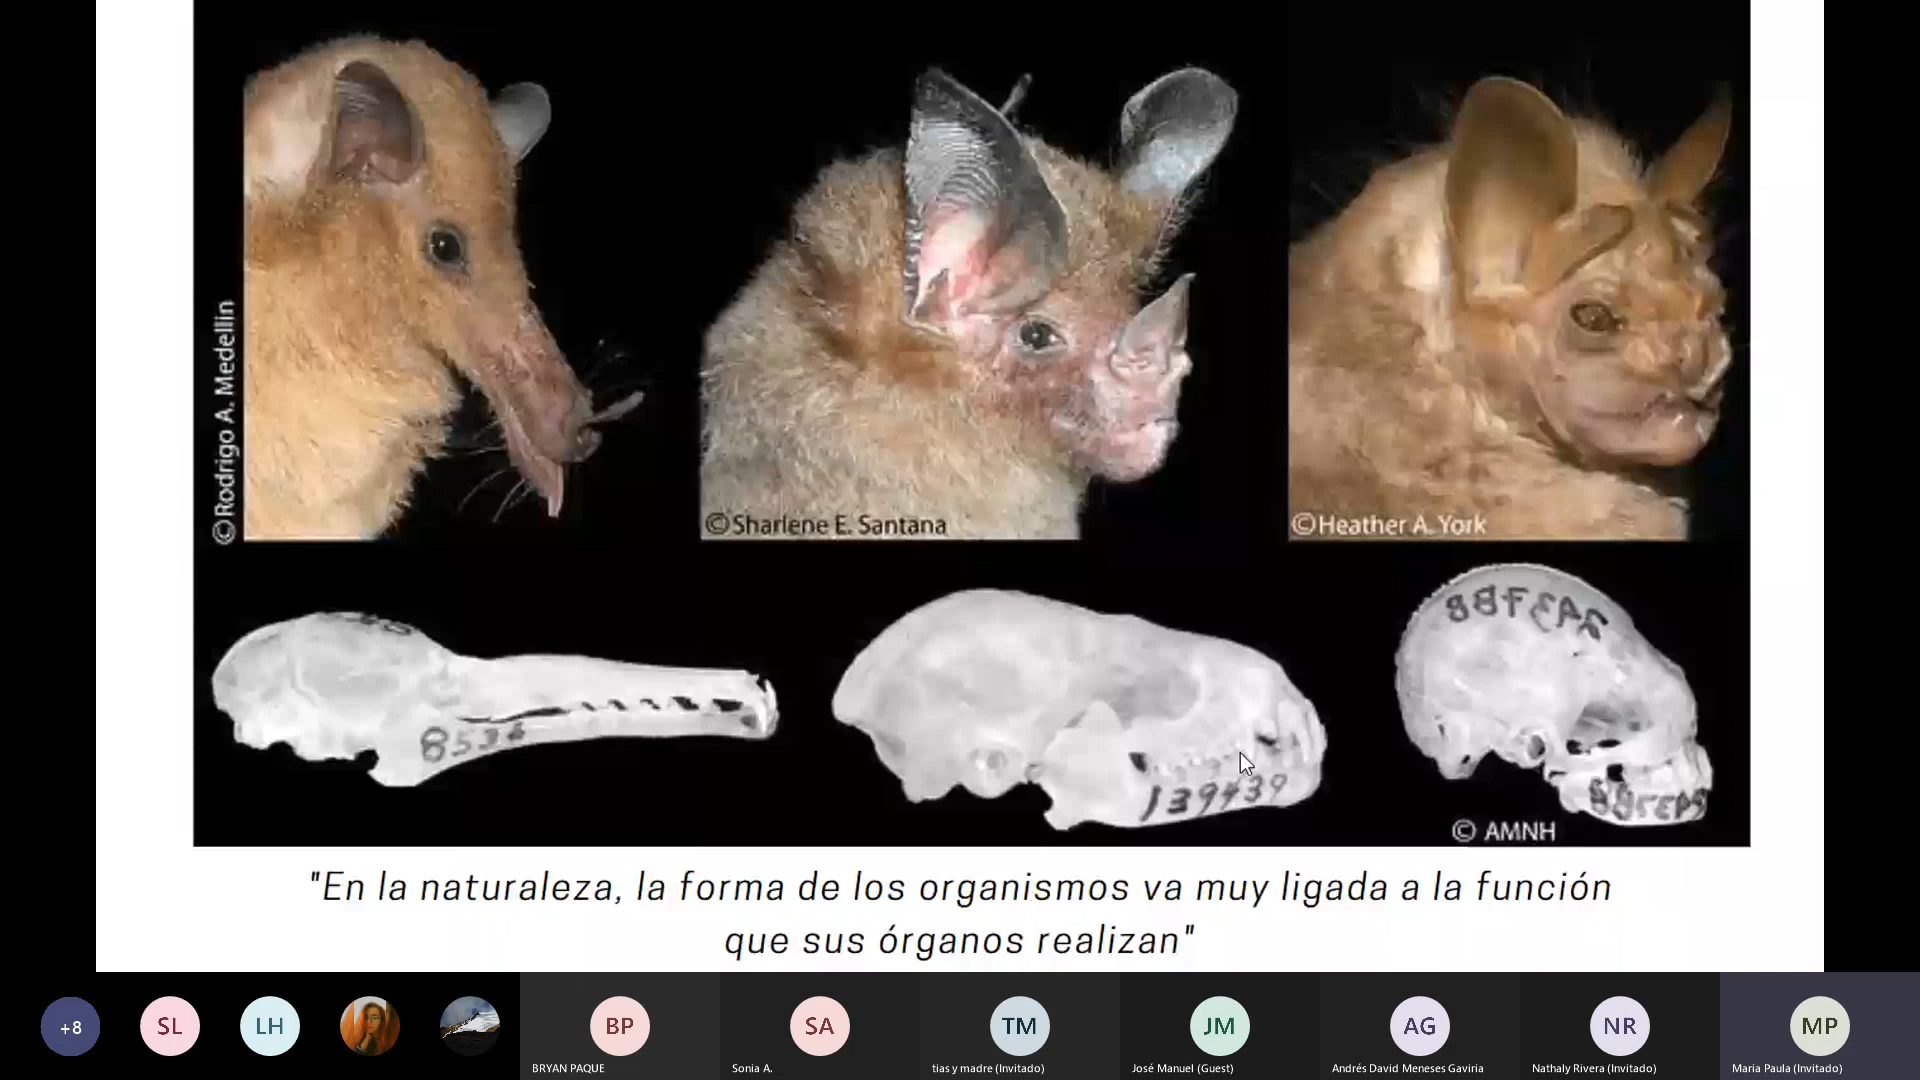 ©Rodrigo A. Medellin
©Sharlene E. Santana
©Heather A. York
139439
© AMNH
"En la naturaleza, la forma de los organismos va muy ligada a la función
que sus órganos realizan"
+8
SL
LH
BP
SA
TM
JM
AG
NR
MP
BRYAN PAQUE
Sonia A.
tias y madre (Invitado)
José Manuel (Guest)
Andrés David Meneses Gaviria
Nathaly Rivera (Invitado)
Maria Paula (Invitado)